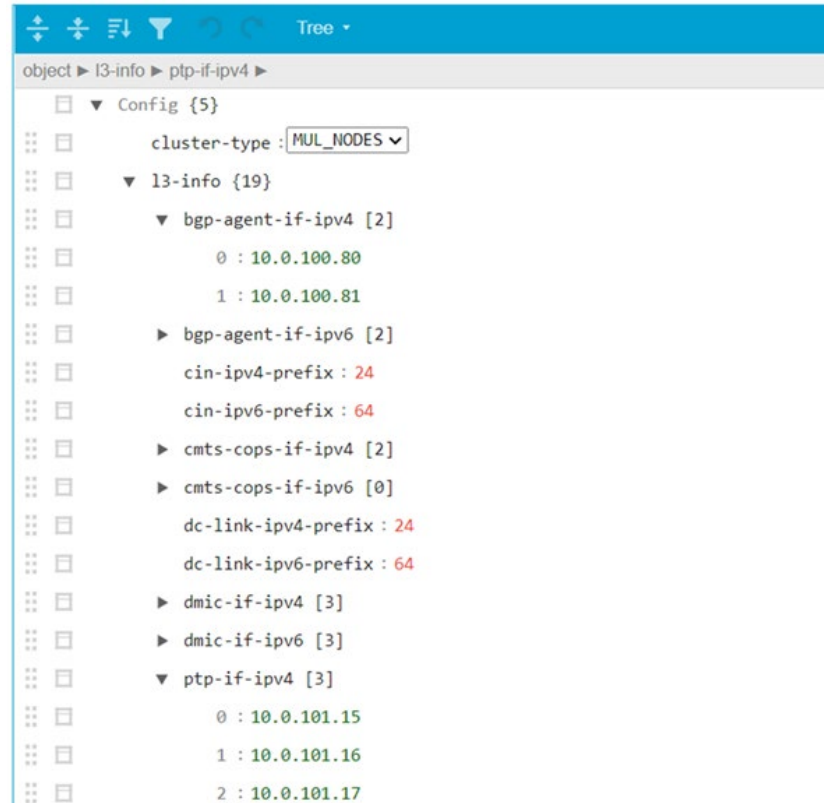 Tree
object ► l3-info ► ptp-if-ipv4 ►
Config {5}
cluster-type : MUL_NODES
l3-info {19}
bgp-agent-if-ipv4 [2]
0 : 10.0.100.80
1 : 10.0.100.81
bgp-agent-if-ipv6 [2]
cin-ipv4-prefix : 24
cin-ipv6-prefix : 64
cmts-cops-if-ipv4 [2]
cmts-cops-if-ipv6 [0]
dc-link-ipv4-prefix : 24
dc-link-ipv6-prefix : 64
dmic-if-ipv4 [3]
dmic-if-ipv6 [3]
ptp-if-ipv4 [3]
0 : 10.0.101.15
1 : 10.0.101.16
2 : 10.0.101.17